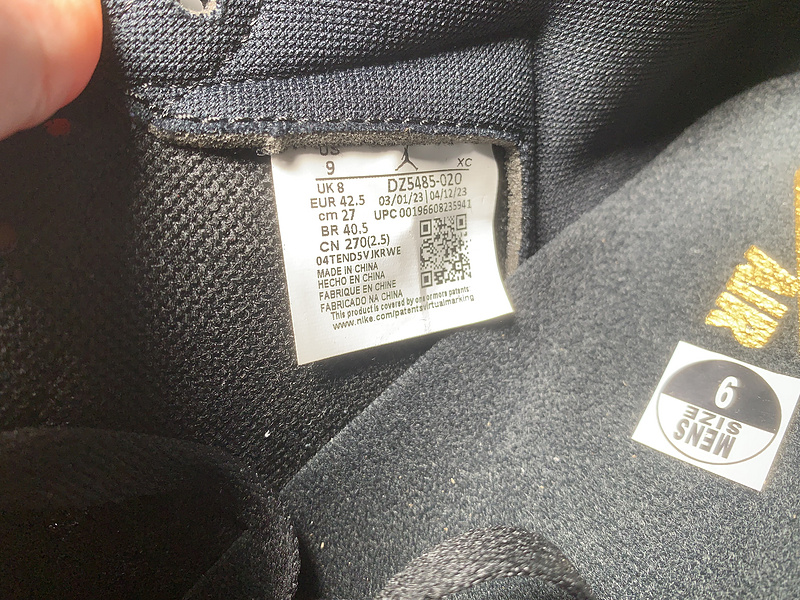 US
9
XC
UK 8 DZ5485-020
EUR 42.5 03/01/23 | 04/12/23
cm 27 UPC 00196608235941
BR 40.5
CN 270(2.5)
04TEND5VJKRWE
MADE IN CHINA
HECHO EN CHINA
FABRIQUE EN CHINE
FABRICADO NA CHINA
This product is covered by one or more patents
www.nike.com/patentsvirtualmarking
AIR
MENS
SIZE
9